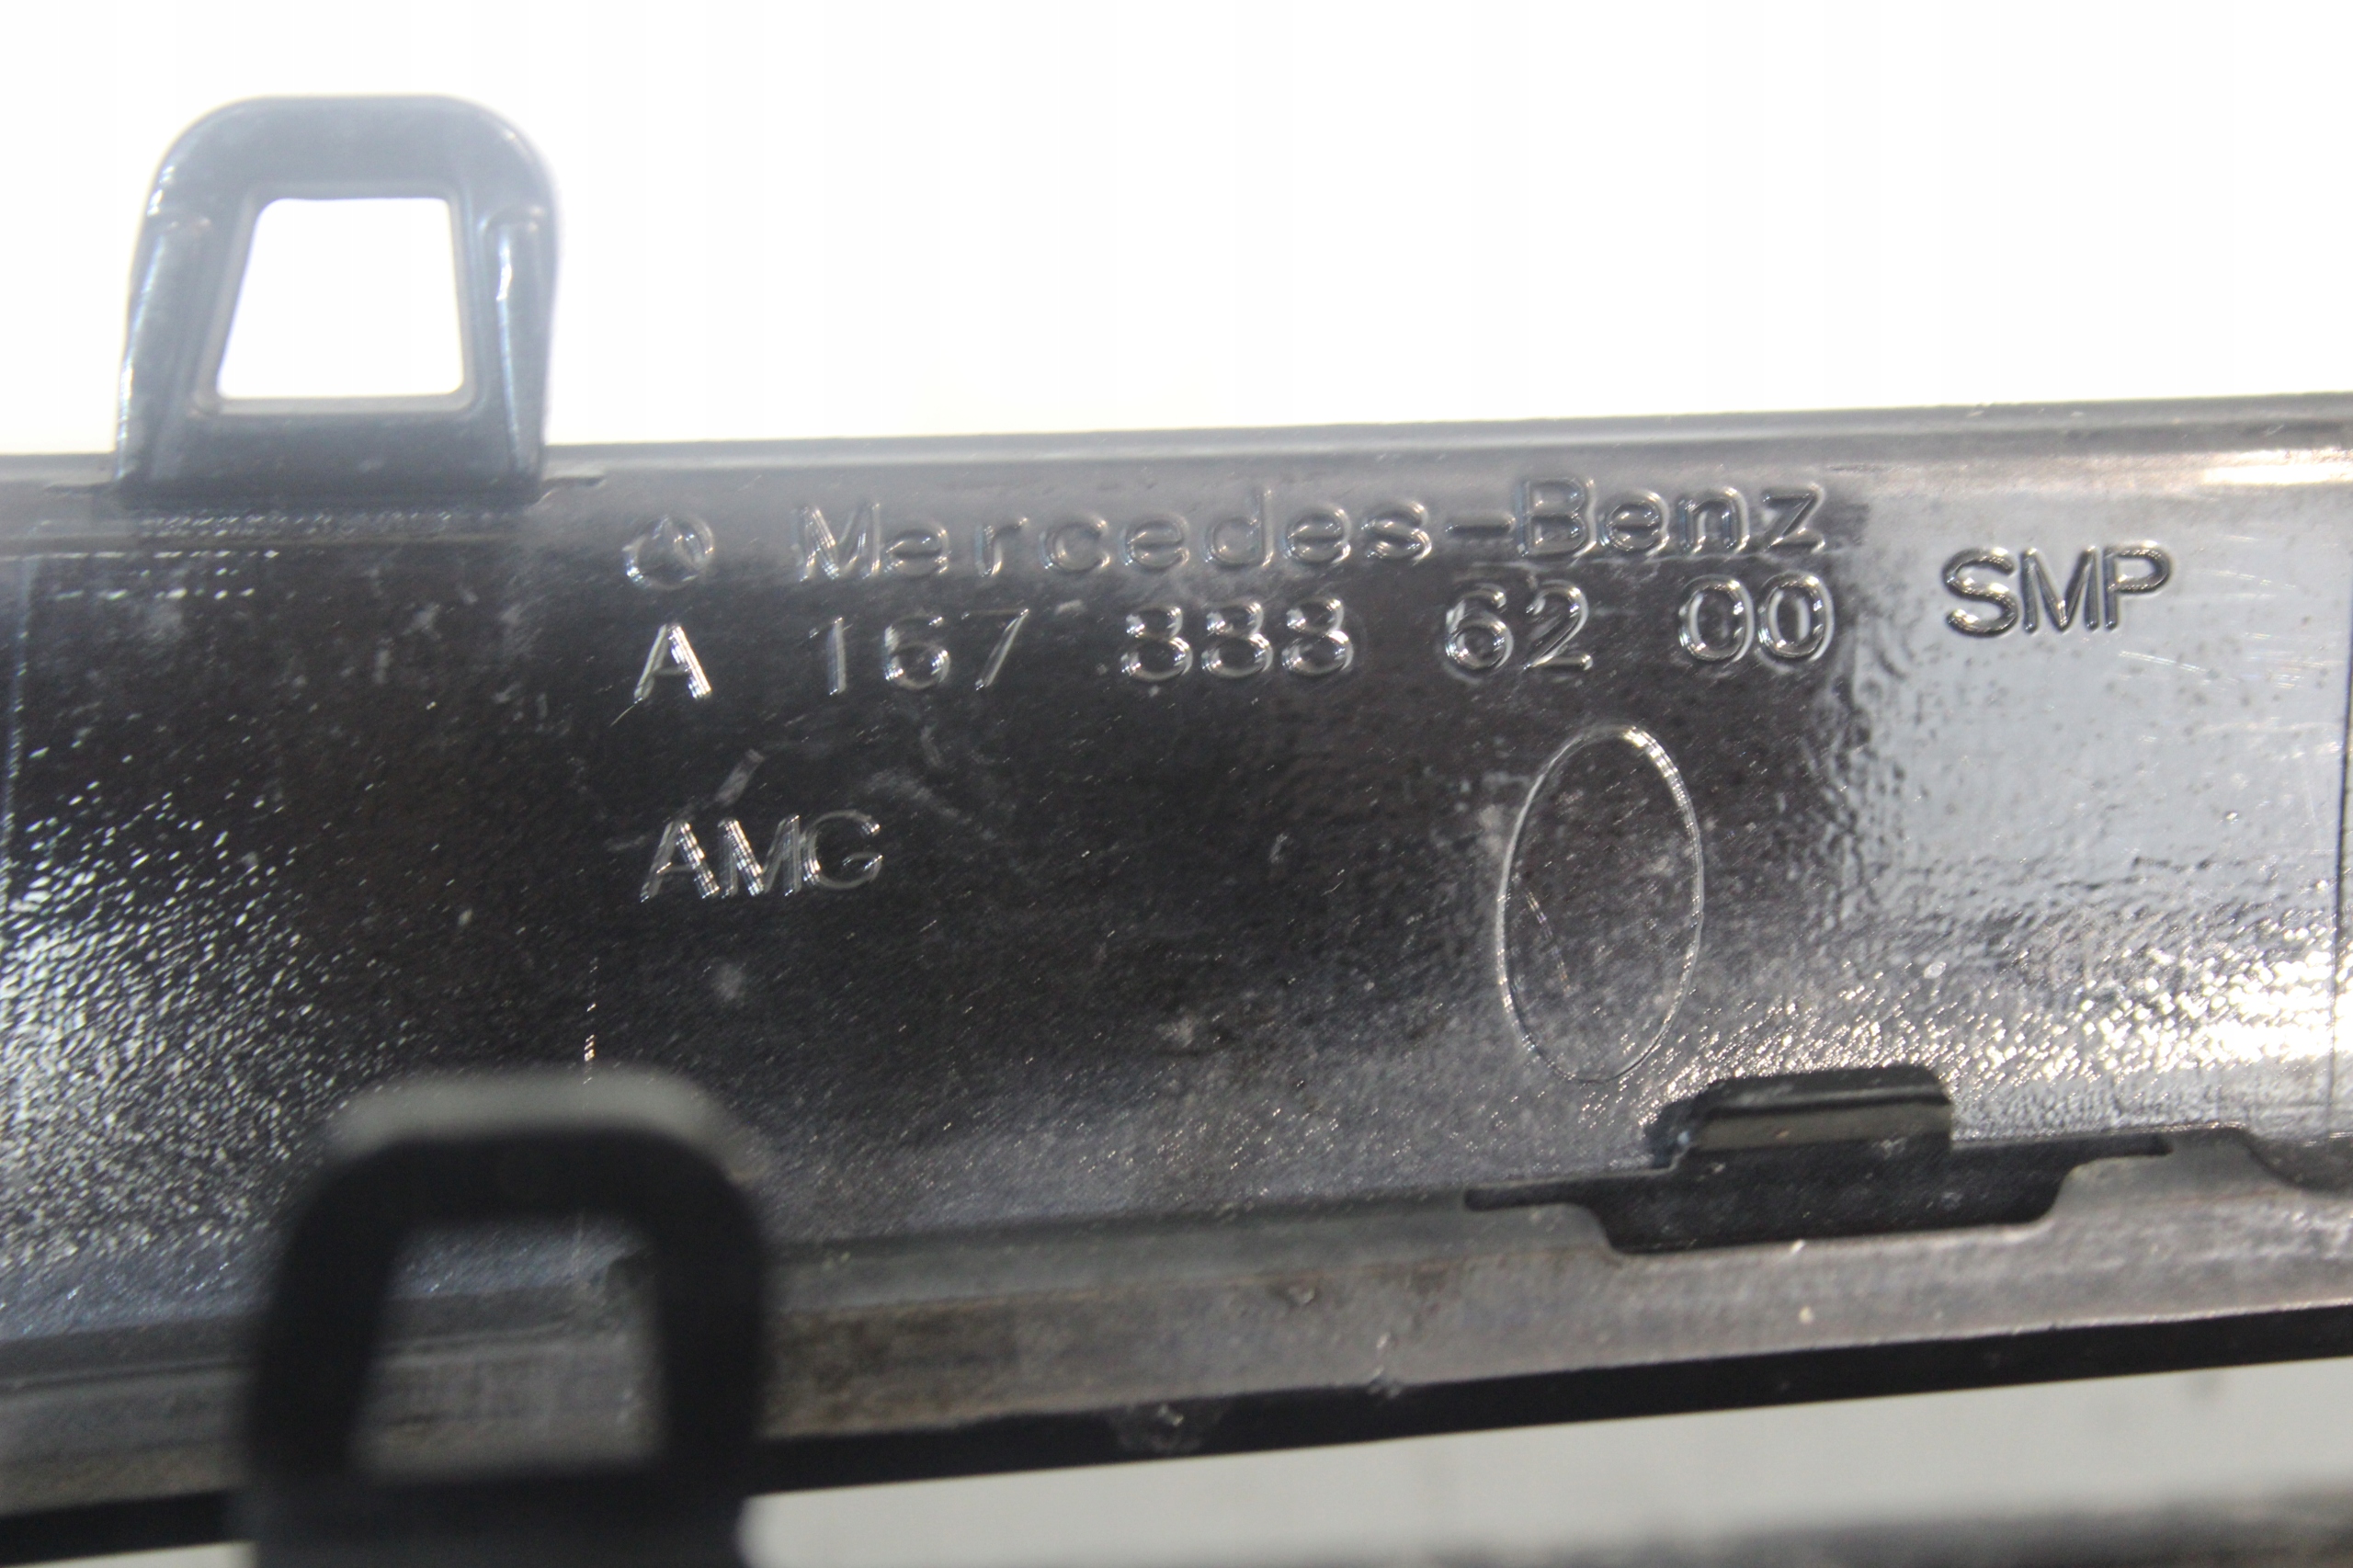 Mercedes-Benz
A 167 888 62 00
SMP
AMG